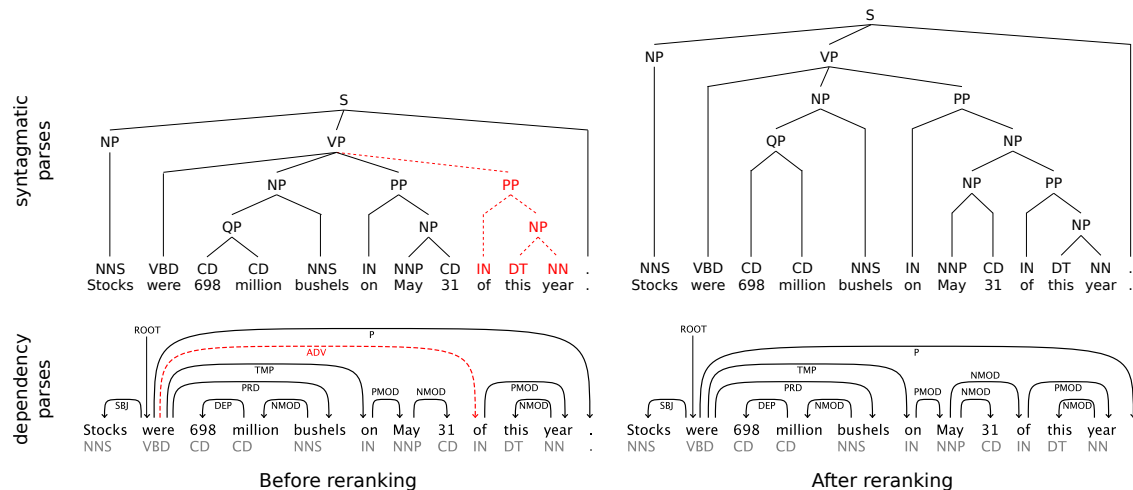 syntagmatic
parses
S
NP VP .
NP PP PP
QP NP NP
NNS VBD CD CD NNS IN NNP CD IN DT NN .
Stocks were 698 million bushels on May 31 of this year .
S
NP VP
NP PP
QP NP
NP PP
NP
NNS VBD CD CD NNS IN NNP CD IN DT NN .
Stocks were 698 million bushels on May 31 of this year .
dependency
parses
ROOT
P
ADV
TMP
PRD PMOD NMOD PMOD
SBJ DEP NMOD NMOD
Stocks were 698 million bushels on May 31 of this year .
NNS VBD CD CD NNS IN NNP CD IN DT NN .
Before reranking
ROOT
P
TMP NMOD
PRD PMOD NMOD PMOD
SBJ DEP NMOD NMOD
Stocks were 698 million bushels on May 31 of this year .
NNS VBD CD CD NNS IN NNP CD IN DT NN .
After reranking